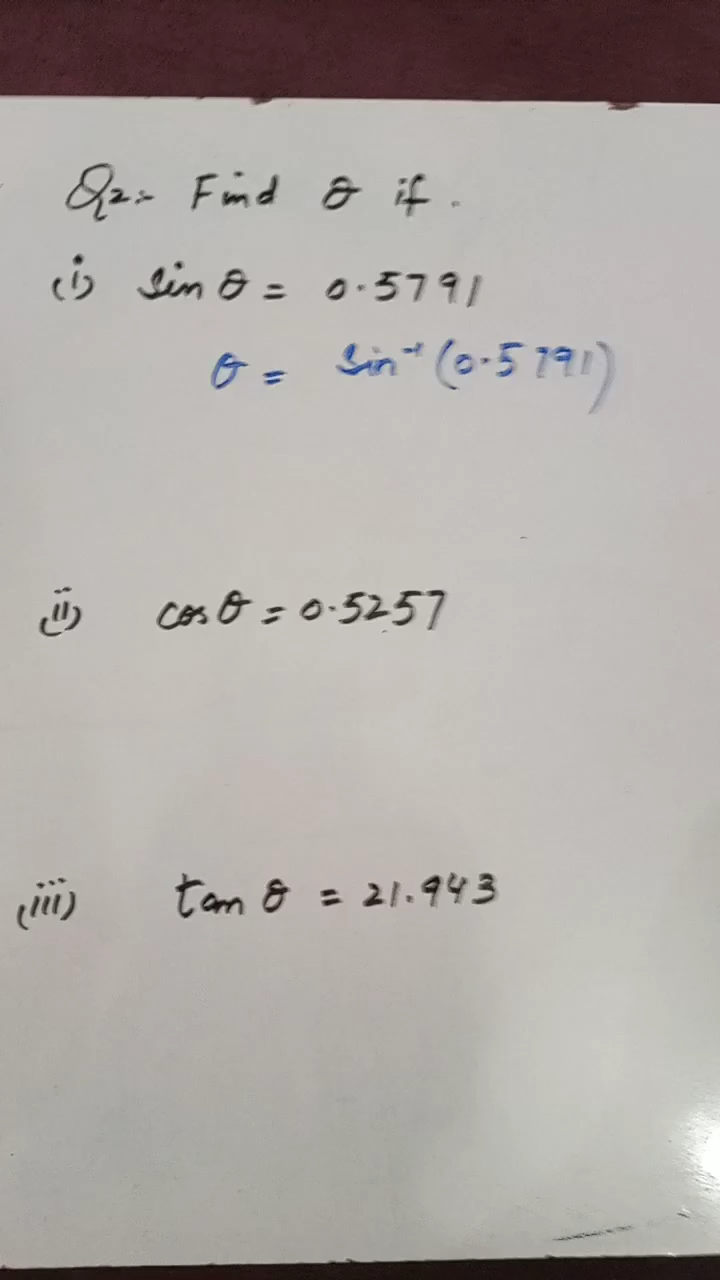 Q2:- Find θ if.
(i) sin θ = 0.5791
θ = sin⁻¹ (0.5791)
(ii) cos θ = 0.5257
(iii) tan θ = 21.943